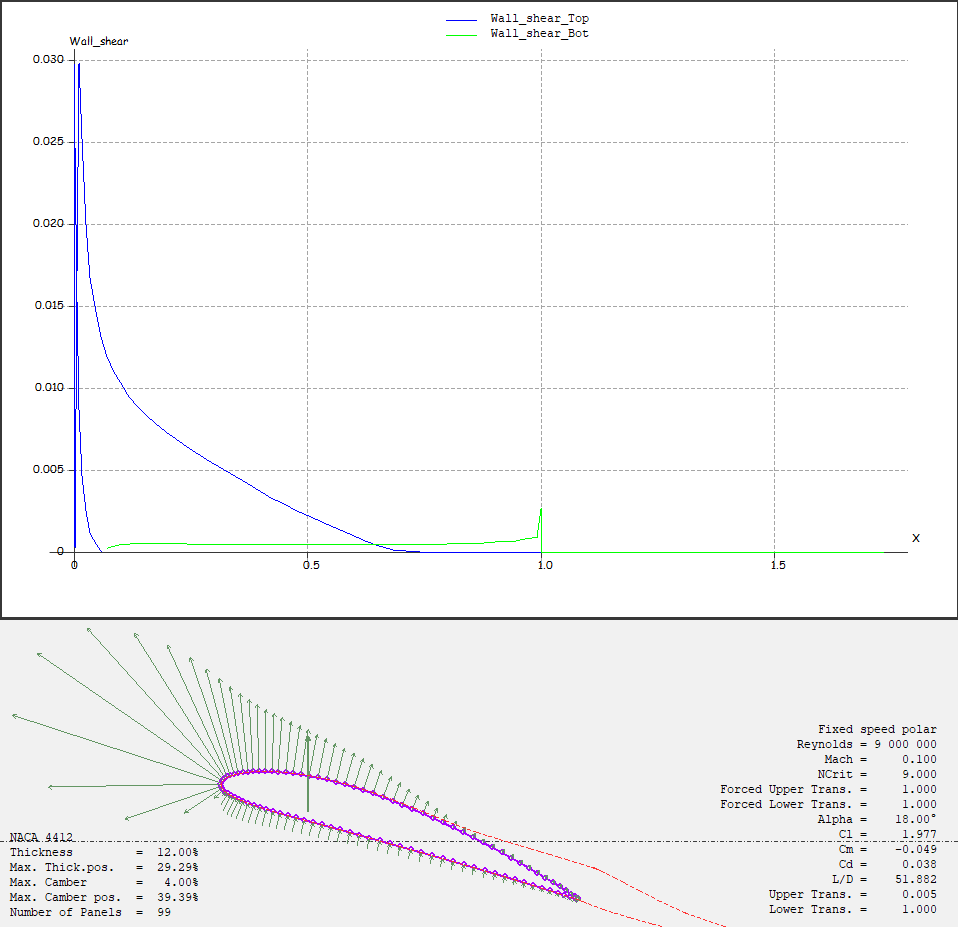 Wall_shear_Top
Wall_shear_Bot
Wall_shear
0.030
0.025
0.020
0.015
0.010
0.005
0
X
0 0.5 1.0 1.5
Fixed speed polar
Reynolds = 9 000 000
Mach = 0.100
NCrit = 9.000
Forced Upper Trans. = 1.000
Forced Lower Trans. = 1.000
Alpha = 18.00°
Cl = 1.977
Cm = -0.049
Cd = 0.038
L/D = 51.882
Upper Trans. = 0.005
Lower Trans. = 1.000
NACA 4412
Thickness = 12.00%
Max. Thick.pos. = 29.29%
Max. Camber = 4.00%
Max. Camber pos. = 39.39%
Number of Panels = 99